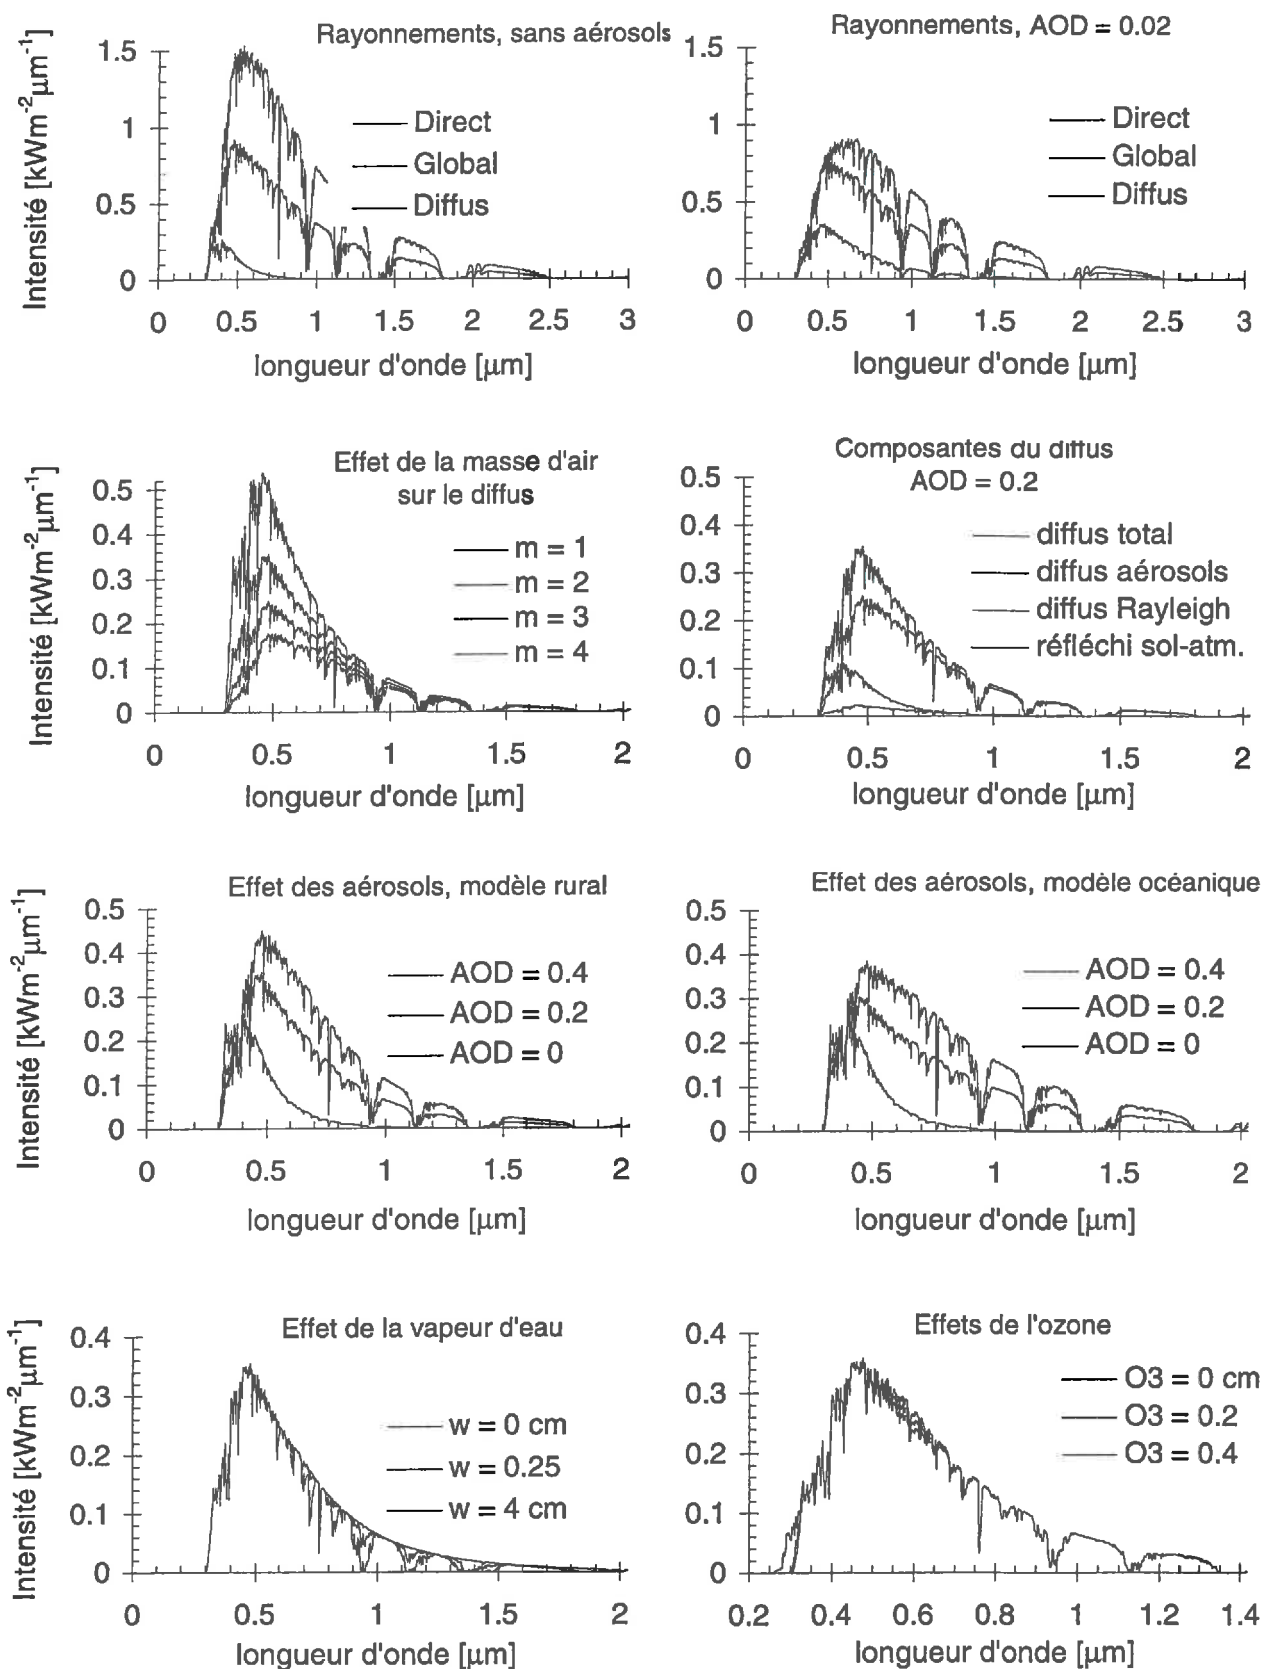 Rayonnements, sans aérosols
Intensité [kWm-2µm-1]
1.5
1
0.5
0
Direct
Global
Diffus
0 0.5 1 1.5 2 2.5 3
longueur d'onde [µm]
Rayonnements, AOD = 0.02
1.5
1
0.5
0
Direct
Global
Diffus
0 0.5 1 1.5 2 2.5 3
longueur d'onde [µm]
Effet de la masse d'air
sur le diffus
Intensité [kWm-2µm-1]
0.5
0.4
0.3
0.2
0.1
0
m = 1
m = 2
m = 3
m = 4
0 0.5 1 1.5 2
longueur d'onde [µm]
Composantes du diffus
AOD = 0.2
0.5
0.4
0.3
0.2
0.1
0
diffus total
diffus aérosols
diffus Rayleigh
réfléchi sol-atm.
0 0.5 1 1.5 2
longueur d'onde [µm]
Effet des aérosols, modèle rural
Intensité [kWm-2µm-1]
0.5
0.4
0.3
0.2
0.1
0
AOD = 0.4
AOD = 0.2
AOD = 0
0 0.5 1 1.5 2
longueur d'onde [µm]
Effet des aérosols, modèle océanique
0.5
0.4
0.3
0.2
0.1
0
AOD = 0.4
AOD = 0.2
AOD = 0
0 0.5 1 1.5 2
longueur d'onde [µm]
Effet de la vapeur d'eau
Intensité [kWm-2µm-1]
0.4
0.3
0.2
0.1
0
w = 0 cm
w = 0.25
w = 4 cm
0 0.5 1 1.5 2
longueur d'onde [µm]
Effets de l'ozone
0.4
0.3
0.2
0.1
0
O3 = 0 cm
O3 = 0.2
O3 = 0.4
0.2 0.4 0.6 0.8 1 1.2 1.4
longueur d'onde [µm]